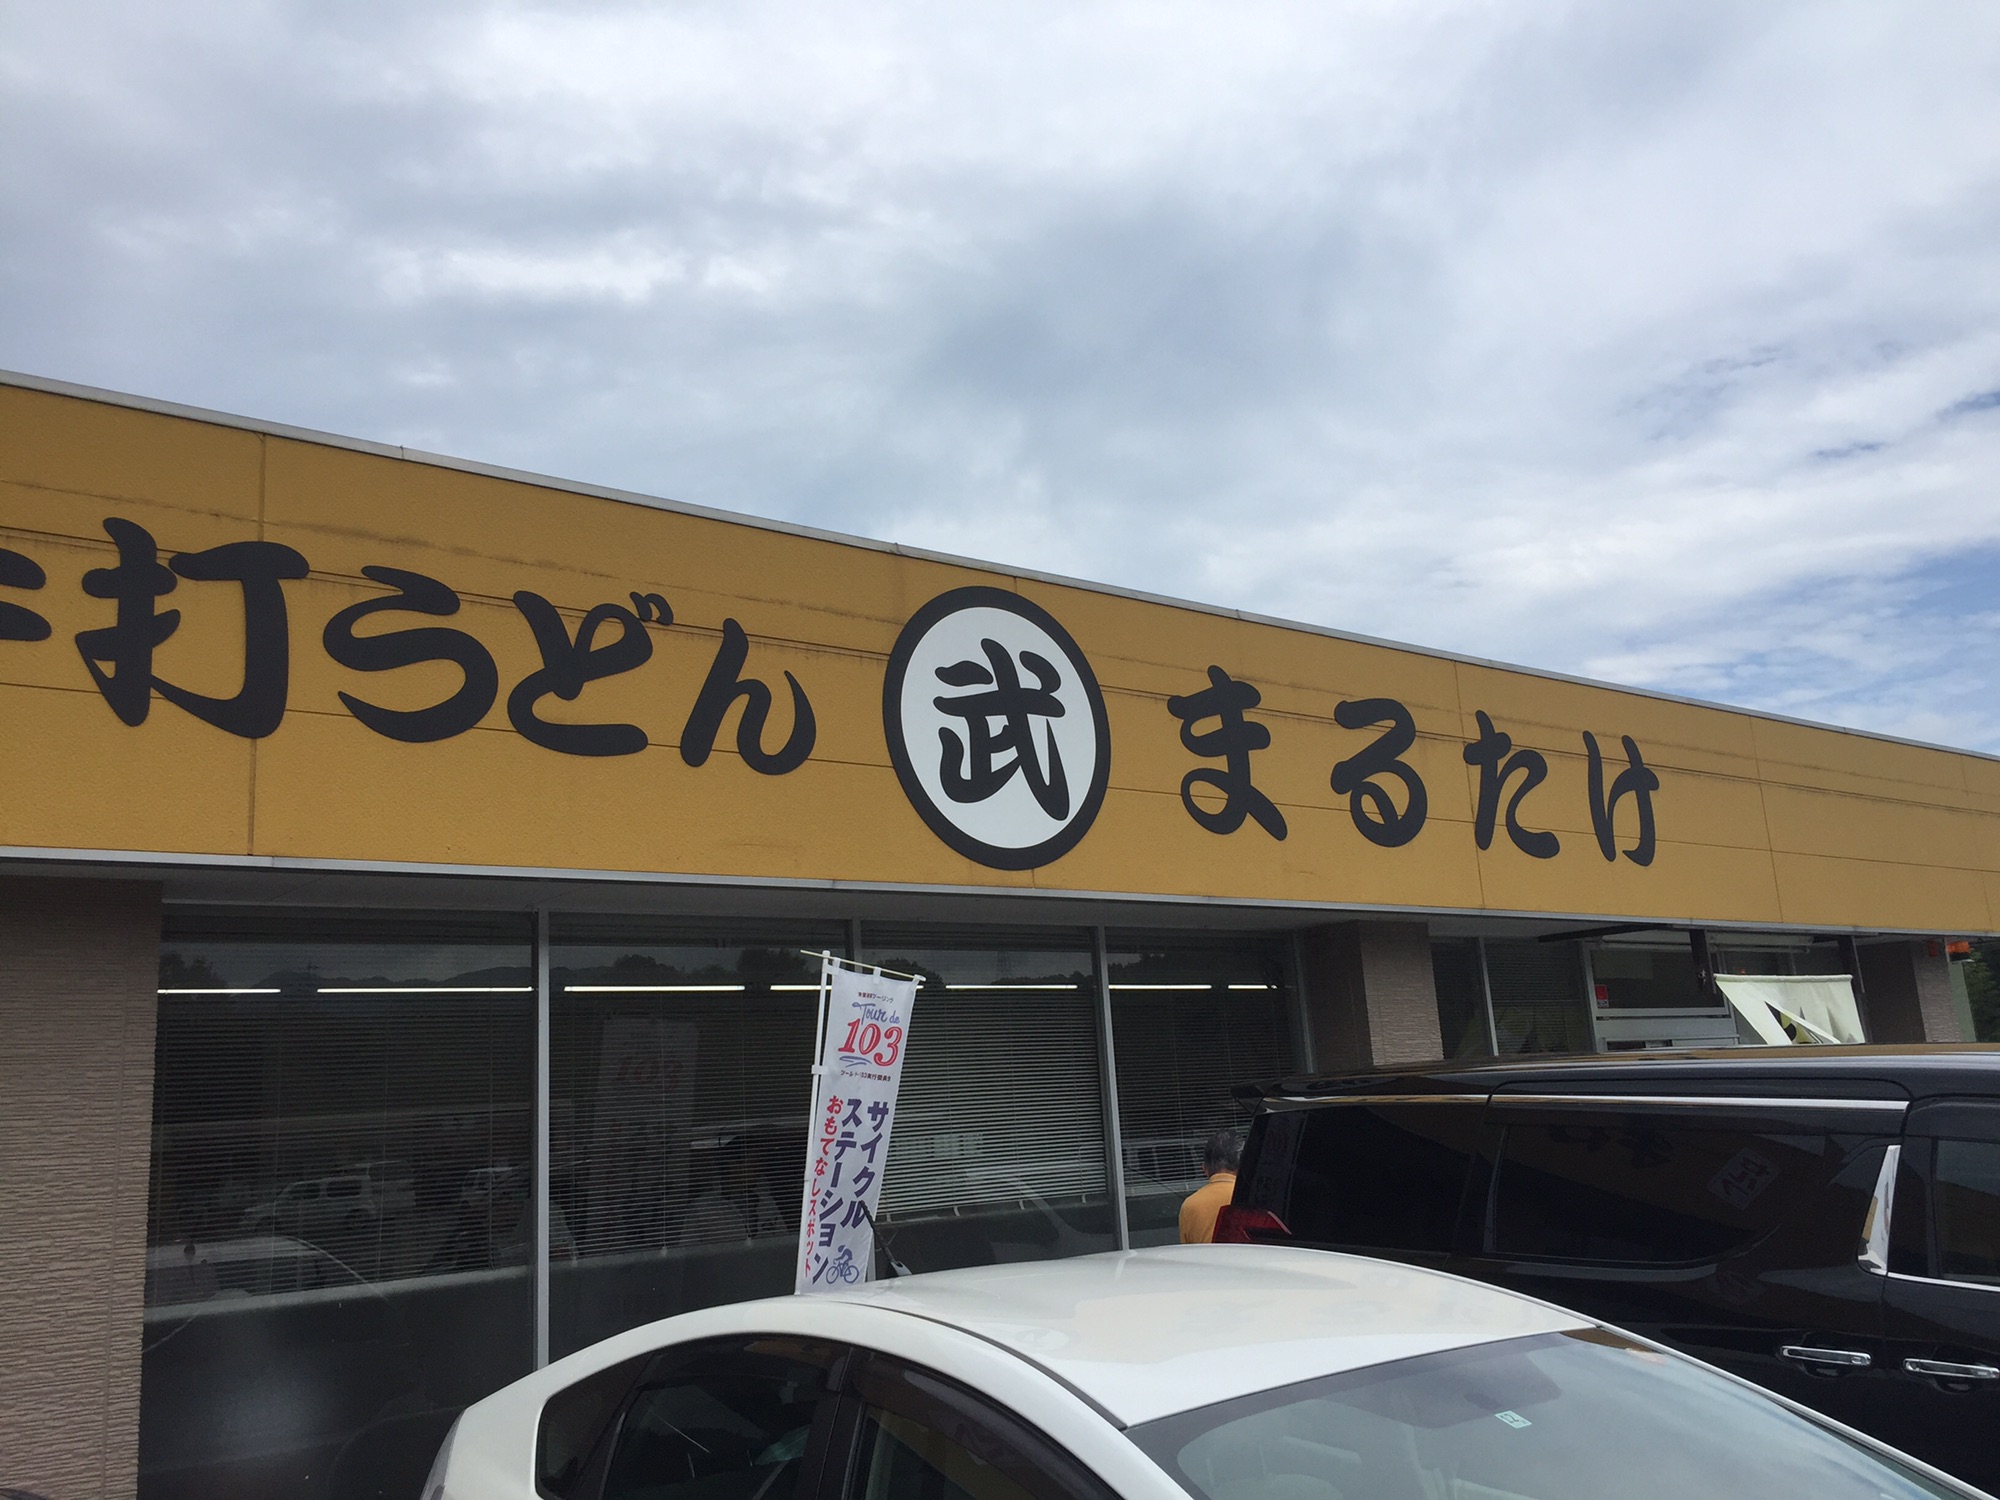 手打うどん 武 まるたけ
Tour de
103
サイクル
ステーション
おもてなしスポット